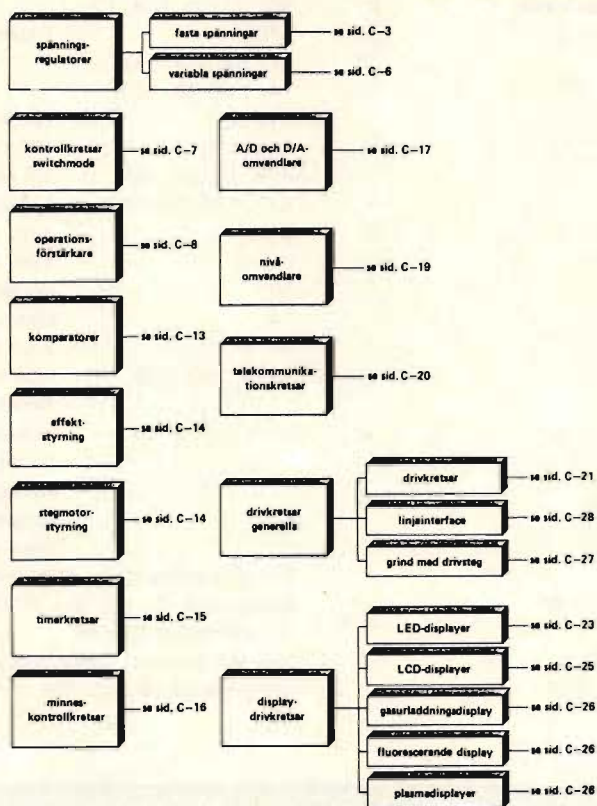 spännings-
regulatorer
fasta spänningar
se sid. C-3
variabla spänningar
se sid. C-6
kontrollkretsar
switchmode
se sid. C-7
A/D och D/A-
omvandlare
se sid. C-17
operations-
förstärkare
se sid. C-8
nivå-
omvandlare
se sid. C-19
komparatorer
se sid. C-13
telekommunika-
tionskretsar
se sid. C-20
effekt-
styrning
se sid. C-14
stegmotor-
styrning
se sid. C-14
drivkretsar
generella
drivkretsar
se sid. C-21
linjainterface
se sid. C-28
grind med drivsteg
se sid. C-27
timerkretsar
se sid. C-15
minnes-
kontrollkretsar
se sid. C-16
display-
drivkretsar
LED-displayer
se sid. C-23
LCD-displayer
se sid. C-25
gasurladdningsdisplay
se sid. C-26
fluorescerande display
se sid. C-26
plasmadisplayer
se sid. C-26